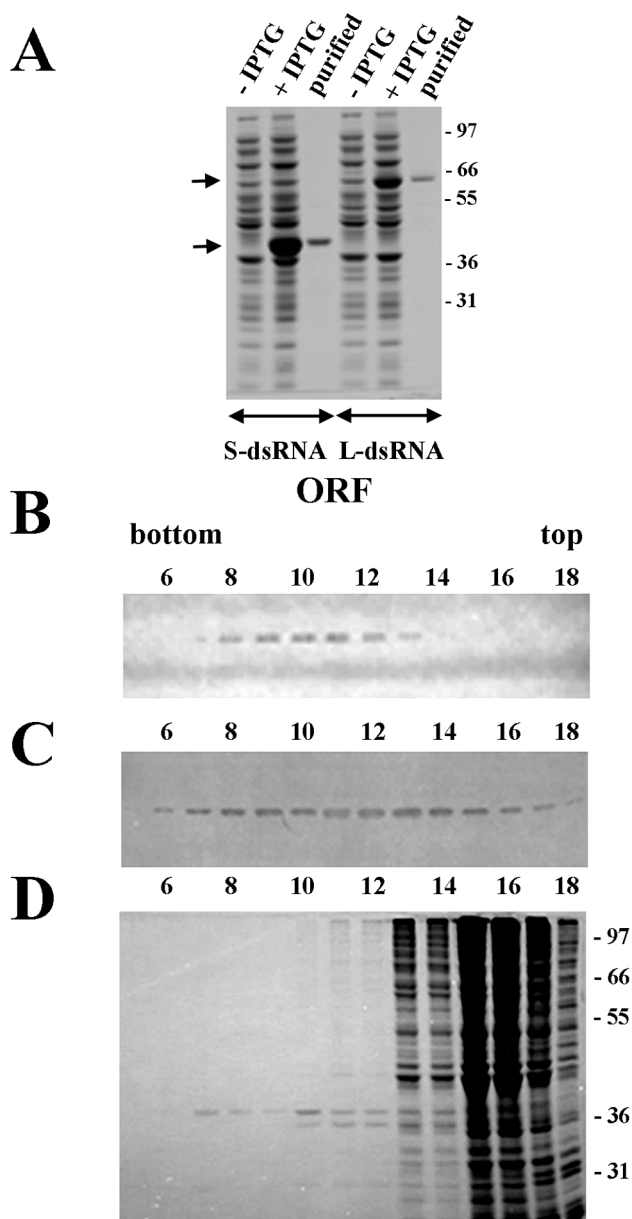 A
- IPTG + IPTG purified - IPTG + IPTG purified
- 97
- 66
- 55
- 36
- 31
S-dsRNA L-dsRNA
ORF
B
bottom top
6 8 10 12 14 16 18
C
6 8 10 12 14 16 18
D
6 8 10 12 14 16 18
- 97
- 66
- 55
- 36
- 31